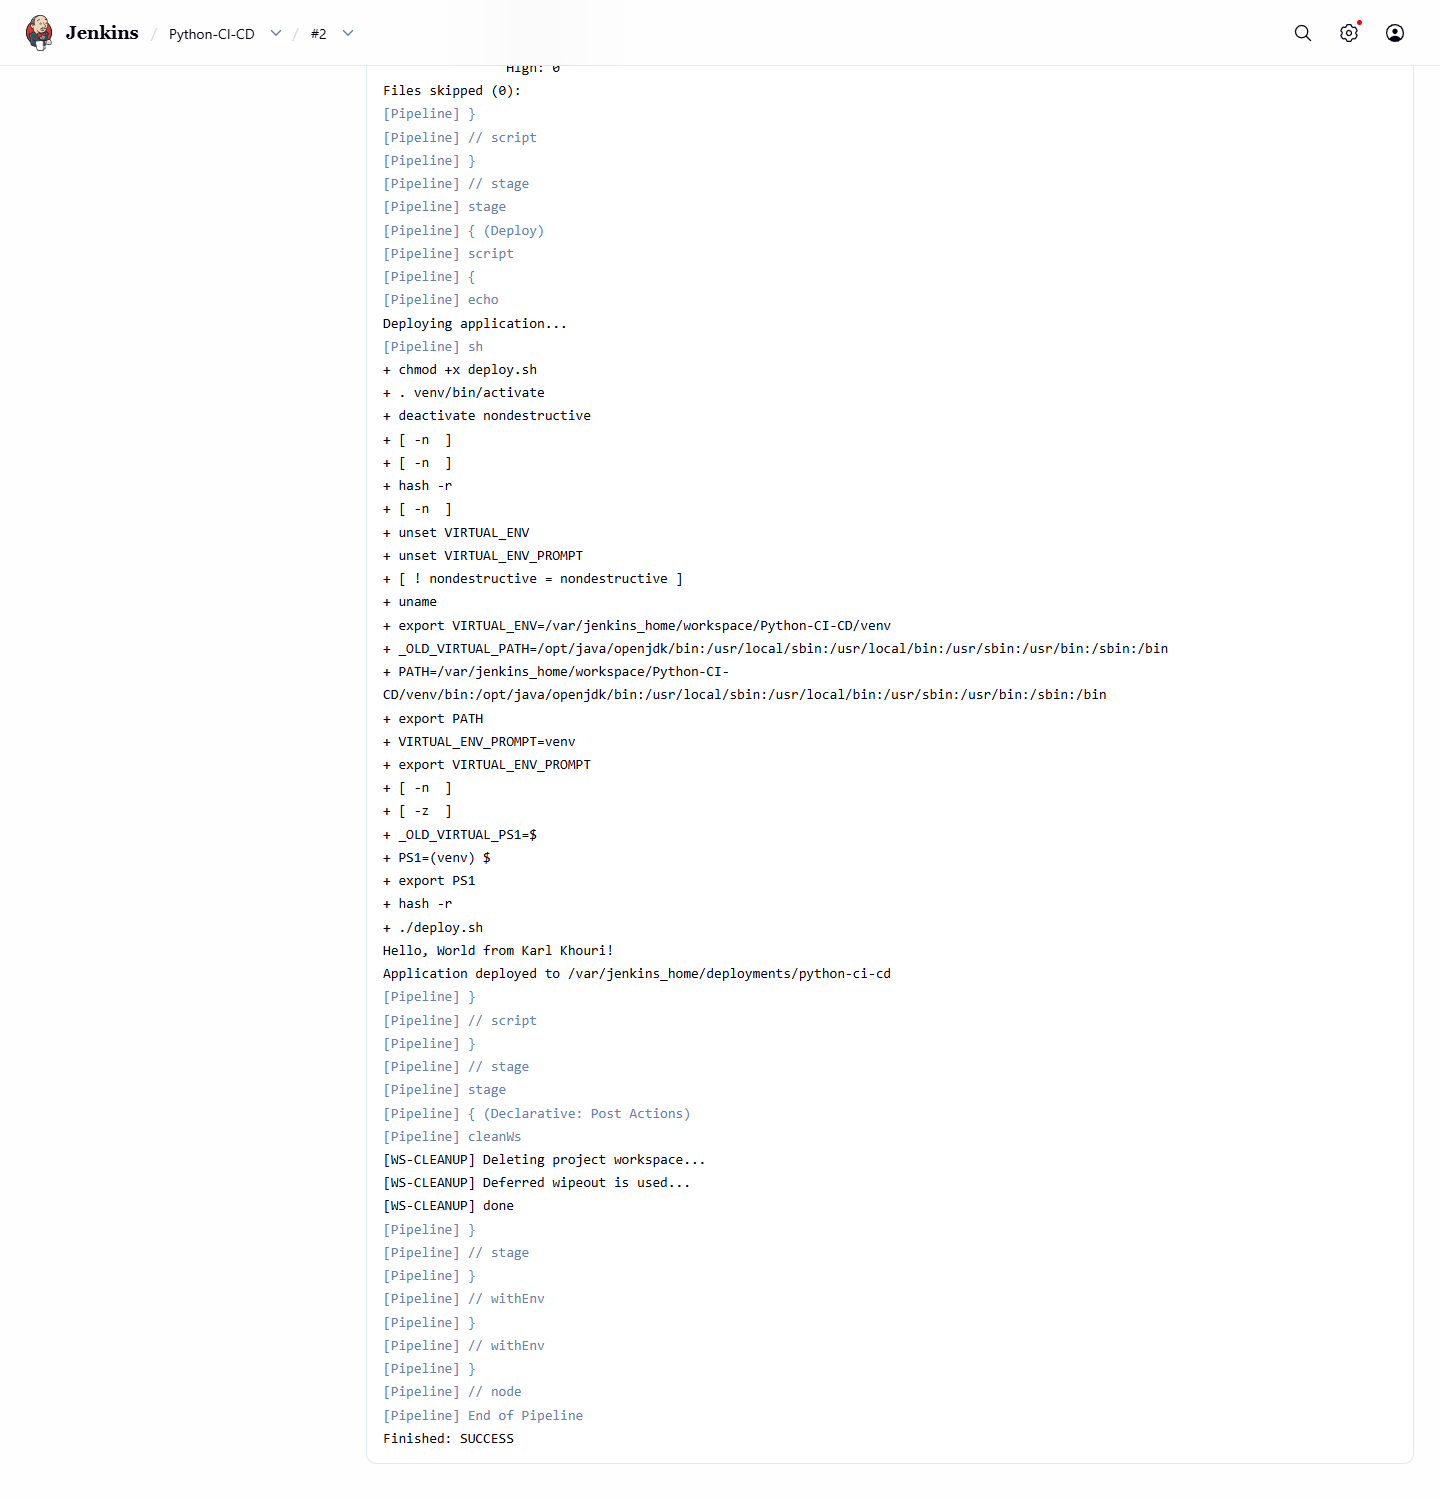 Jenkins / Python-CI-CD / #2
High: 0
Files skipped (0):
[Pipeline] }
[Pipeline] // script
[Pipeline] }
[Pipeline] // stage
[Pipeline] stage
[Pipeline] { (Deploy)
[Pipeline] script
[Pipeline] {
[Pipeline] echo
Deploying application...
[Pipeline] sh
+ chmod +x deploy.sh
+ . venv/bin/activate
+ deactivate nondestructive
+ [ -n  ]
+ [ -n  ]
+ hash -r
+ [ -n  ]
+ unset VIRTUAL_ENV
+ unset VIRTUAL_ENV_PROMPT
+ [ ! nondestructive = nondestructive ]
+ uname
+ export VIRTUAL_ENV=/var/jenkins_home/workspace/Python-CI-CD/venv
+ _OLD_VIRTUAL_PATH=/opt/java/openjdk/bin:/usr/local/sbin:/usr/local/bin:/usr/sbin:/usr/bin:/sbin:/bin
+ PATH=/var/jenkins_home/workspace/Python-CI-
CD/venv/bin:/opt/java/openjdk/bin:/usr/local/sbin:/usr/local/bin:/usr/sbin:/usr/bin:/sbin:/bin
+ export PATH
+ VIRTUAL_ENV_PROMPT=venv
+ export VIRTUAL_ENV_PROMPT
+ [ -n  ]
+ [ -z  ]
+ _OLD_VIRTUAL_PS1=$
+ PS1=(venv) $
+ export PS1
+ hash -r
+ ./deploy.sh
Hello, World from Karl Khouri!
Application deployed to /var/jenkins_home/deployments/python-ci-cd
[Pipeline] }
[Pipeline] // script
[Pipeline] }
[Pipeline] // stage
[Pipeline] stage
[Pipeline] { (Declarative: Post Actions)
[Pipeline] cleanWs
[WS-CLEANUP] Deleting project workspace...
[WS-CLEANUP] Deferred wipeout is used...
[WS-CLEANUP] done
[Pipeline] }
[Pipeline] // stage
[Pipeline] }
[Pipeline] // withEnv
[Pipeline] }
[Pipeline] // withEnv
[Pipeline] }
[Pipeline] // node
[Pipeline] End of Pipeline
Finished: SUCCESS